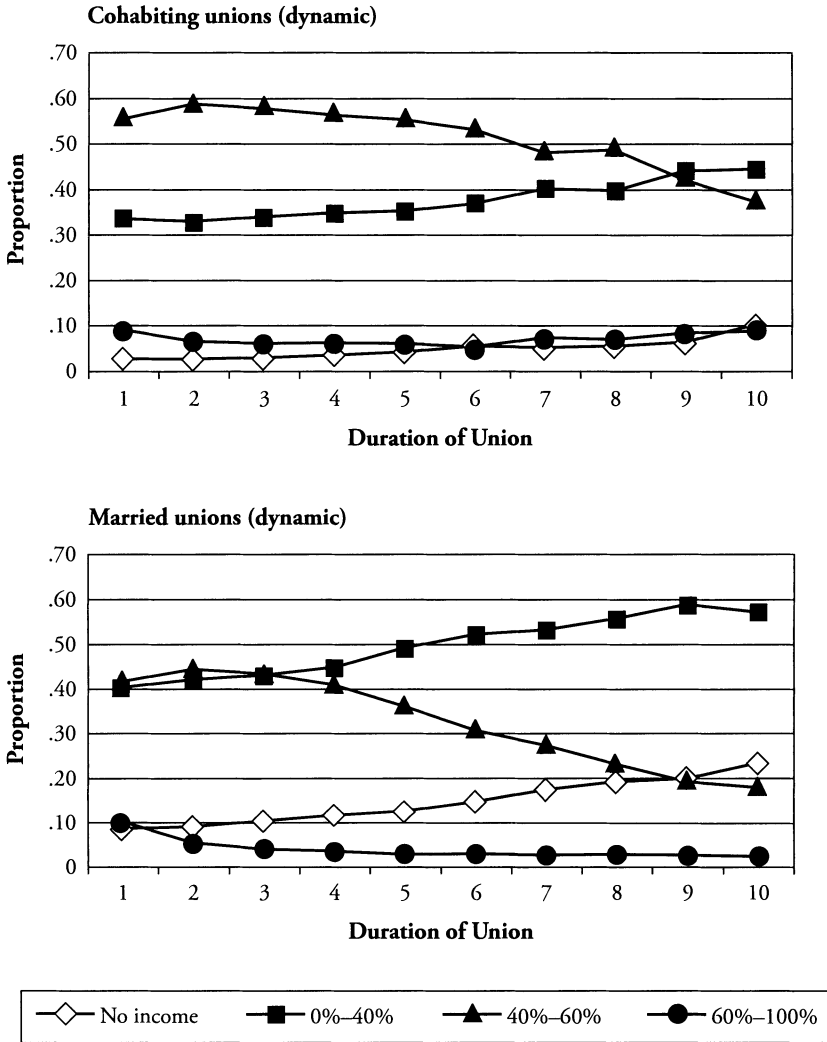 Cohabiting unions (dynamic)
.70
.60
.50
.40
.30
.20
.10
0
Proportion
1 2 3 4 5 6 7 8 9 10
Duration of Union
Married unions (dynamic)
.70
.60
.50
.40
.30
.20
.10
0
Proportion
1 2 3 4 5 6 7 8 9 10
Duration of Union
No income 0%–40% 40%–60% 60%–100%